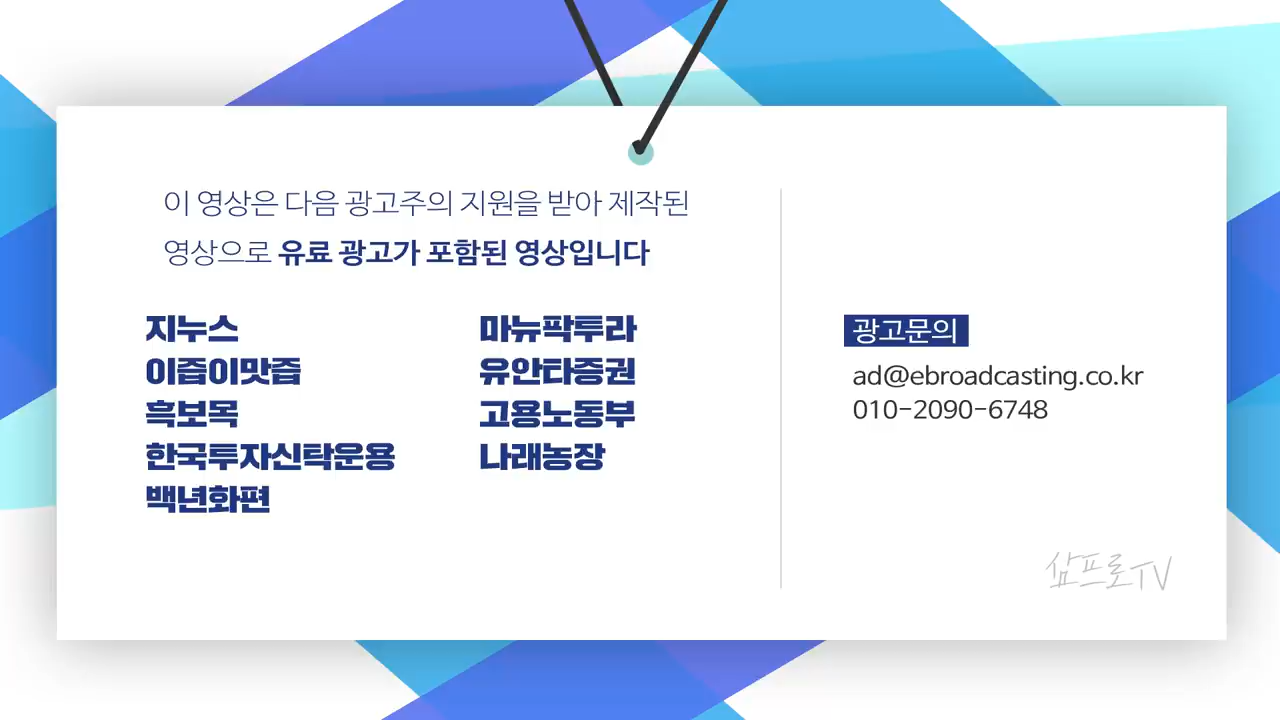 이 영상은 다음 광고주의 지원을 받아 제작된
영상으로 유료 광고가 포함된 영상입니다
지누스
이즙이맛즙
흑보목
한국투자신탁운용
백년화편
마뉴팍투라
유안타증권
고용노동부
나래농장
광고문의
ad@ebroadcasting.co.kr
010-2090-6748
삼프로TV